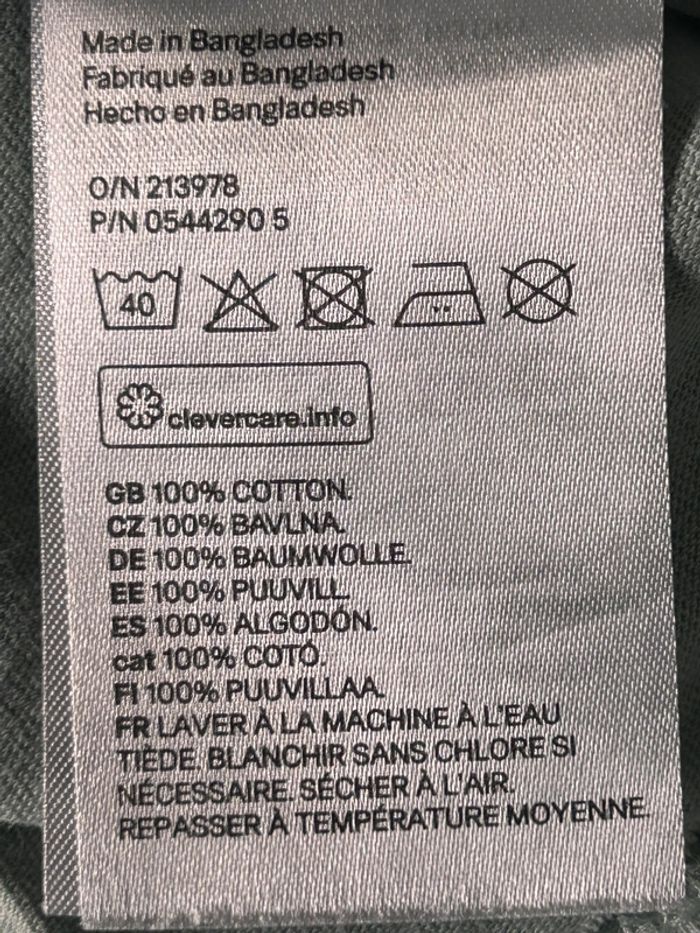 Made in Bangladesh
Fabriqué au Bangladesh
Hecho en Bangladesh
O/N 213978
P/N 0544290 5
40
clevercare.info
GB 100% COTTON.
CZ 100% BAVLNA.
DE 100% BAUMWOLLE.
EE 100% PUUVILL.
ES 100% ALGODÓN.
cat 100% COTÓ.
FI 100% PUUVILLAA.
FR LAVER À LA MACHINE À L'EAU
TIÈDE. BLANCHIR SANS CHLORE SI
NÉCESSAIRE. SÉCHER À L'AIR.
REPASSER À TEMPÉRATURE MOYENNE.